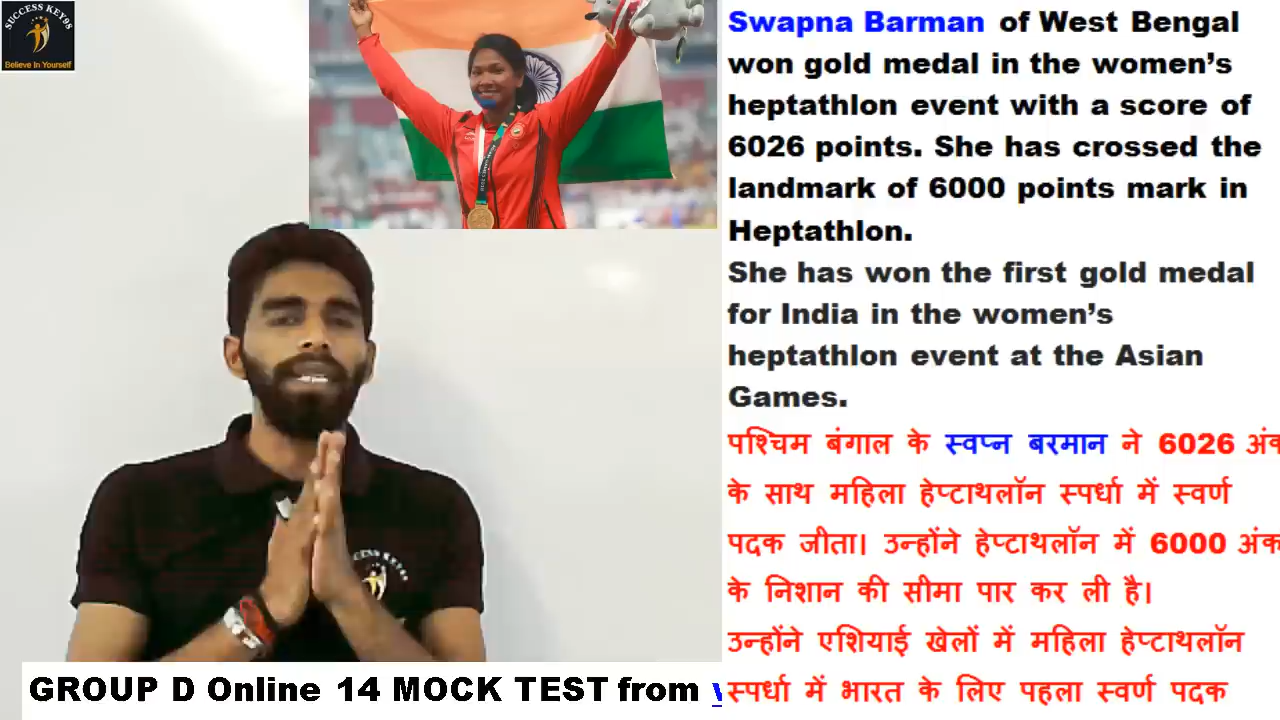 SUCCESS KEY98
Believe In Yourself
Swapna Barman of West Bengal
won gold medal in the women’s
heptathlon event with a score of
6026 points. She has crossed the
landmark of 6000 points mark in
Heptathlon.
She has won the first gold medal
for India in the women’s
heptathlon event at the Asian
Games.
पश्चिम बंगाल के स्वप्न बरमान ने 6026 अंक
के साथ महिला हेप्टाथलॉन स्पर्धा में स्वर्ण
पदक जीता। उन्होंने हेप्टाथलॉन में 6000 अंक
के निशान की सीमा पार कर ली है।
उन्होंने एशियाई खेलों में महिला हेप्टाथलॉन
स्पर्धा में भारत के लिए पहला स्वर्ण पदक
GROUP D Online 14 MOCK TEST from